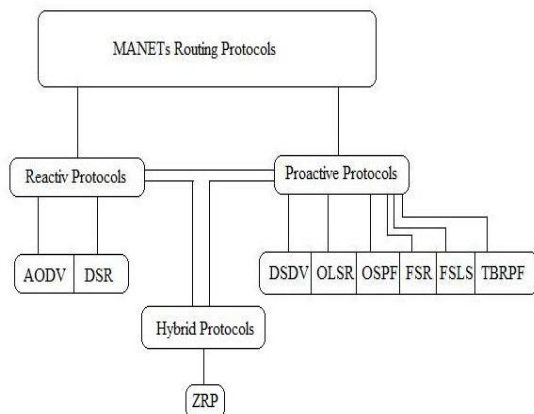 MANETs Routing Protocols
Reactiv Protocols
Proactive Protocols
AODV DSR
DSDV OLSR OSPF FSR FSLS TBRPF
Hybrid Protocols
ZRP